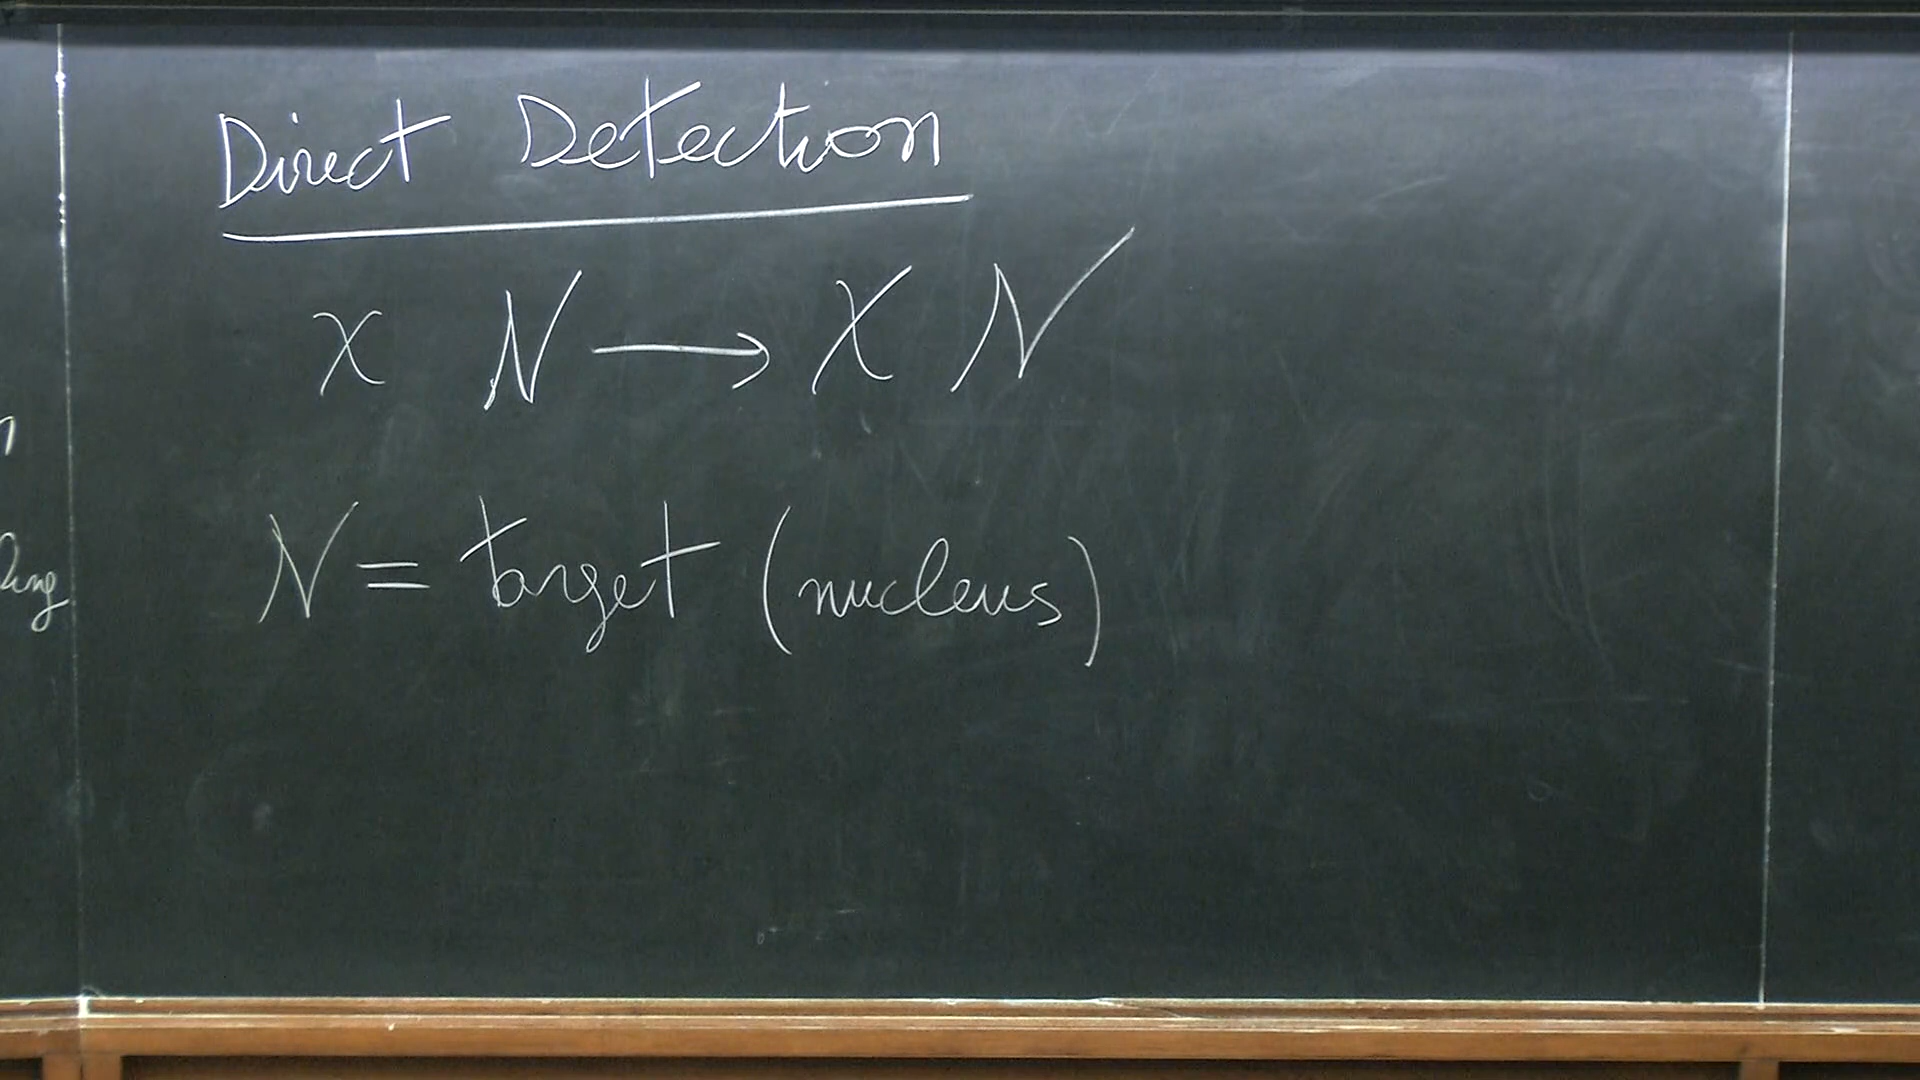 Direct Detection
χ N ⟶ χ N
N = target (nucleus)